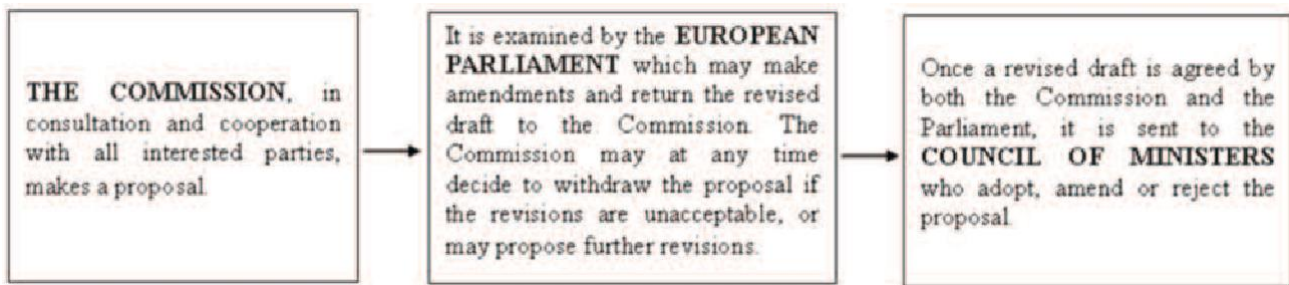 THE COMMISSION, in
consultation and cooperation
with all interested parties,
makes a proposal.
It is examined by the EUROPEAN
PARLIAMENT which may make
amendments and return the revised
draft to the Commission. The
Commission may at any time
decide to withdraw the proposal if
the revisions are unacceptable, or
may propose further revisions.
Once a revised draft is agreed by
both the Commission and the
Parliament, it is sent to the
COUNCIL OF MINISTERS
who adopt, amend or reject the
proposal.